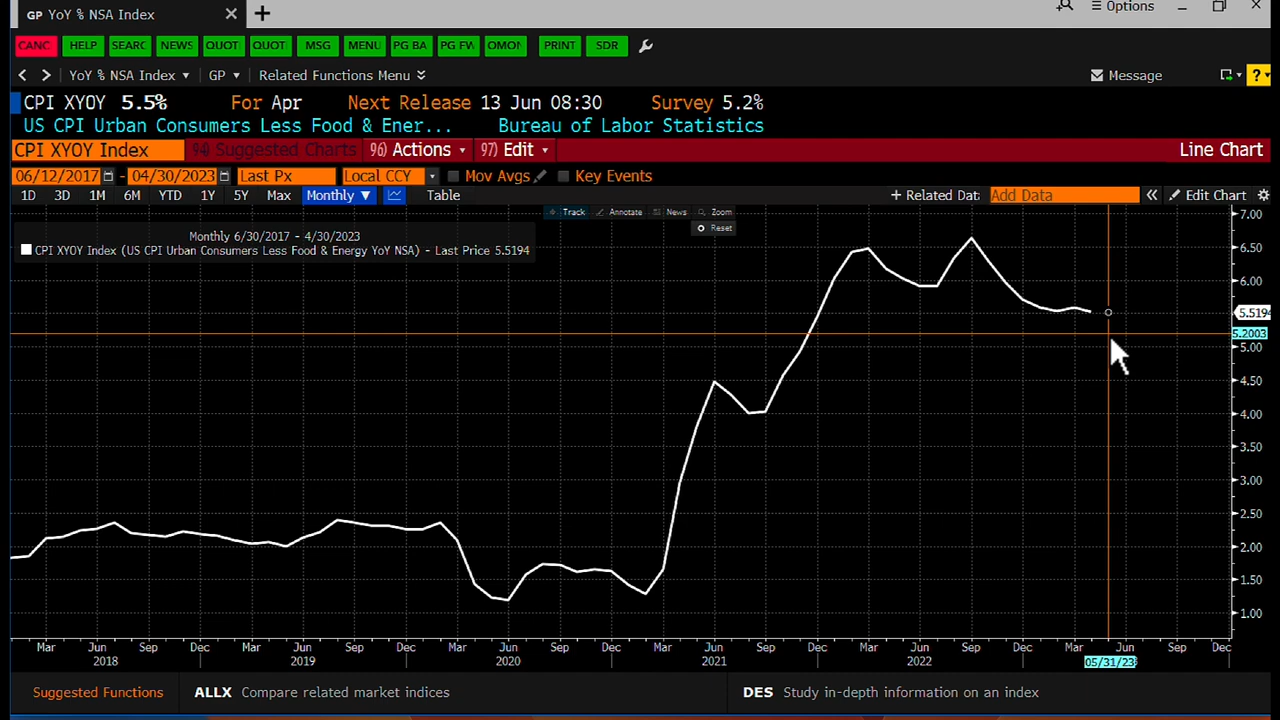 GP YoY % NSA Index
Options
CANC HELP SEARC NEWS QUOT QUOT MSG MENU PG BA PG FW OMON PRINT SDR
YoY % NSA Index GP Related Functions Menu Message ?
CPI XYOY 5.5% For Apr Next Release 13 Jun 08:30 Survey 5.2%
US CPI Urban Consumers Less Food & Ener... Bureau of Labor Statistics
CPI XYOY Index 94) Suggested Charts 96) Actions 97) Edit Line Chart
06/12/2017 - 04/30/2023 Last Px Local CCY Mov Avgs Key Events
1D 3D 1M 6M YTD 1Y 5Y Max Monthly ▼ Table + Related Dat Add Data « Edit Chart
Track Annotate News Zoom
Reset
Monthly 6/30/2017 - 4/30/2023
CPI XYOY Index (US CPI Urban Consumers Less Food & Energy YoY NSA) - Last Price 5.5194
7.00
6.50
6.00
5.5194
5.2003
5.00
4.50
4.00
3.50
3.00
2.50
2.00
1.50
1.00
Mar Jun Sep Dec Mar Jun Sep Dec Mar Jun Sep Dec Mar Jun Sep Dec Mar Jun Sep Dec Mar Jun Sep Dec
2018 2019 2020 2021 2022 05/31/23
Suggested Functions ALLX Compare related market indices DES Study in-depth information on an index